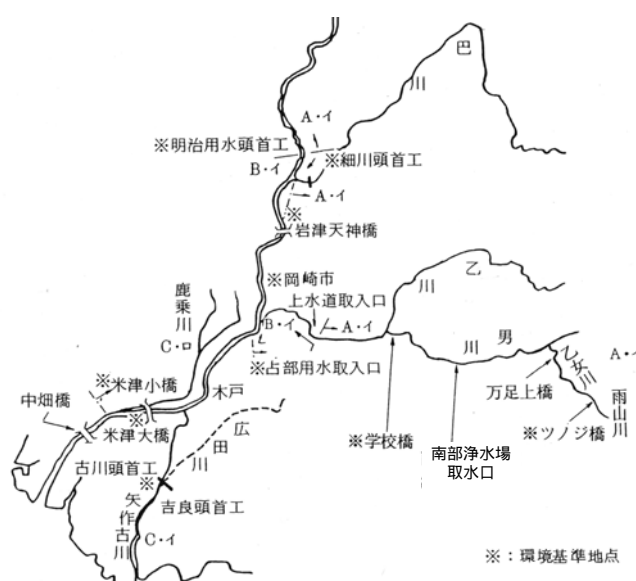 巴川
A・イ
※明治用水頭首工
※細川頭首工
B・イ
A・イ
※
岩津天神橋
※岡崎市
上水道取入口
乙川
鹿乗川
C・ロ
B・イ
A・イ
男川
※占部用水取入口
乙女川
A・イ
万足上橋
雨山川
中畑橋
※米津小橋
木戸
※
米津大橋
※学校橋
南部浄水場
取水口
※ツノジ橋
広田川
古川頭首工
※
吉良頭首工
矢作古川
C・イ
※：環境基準地点